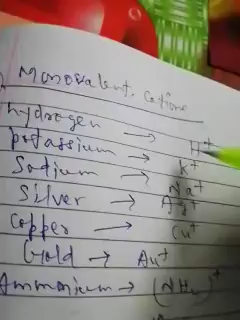 Monovalent cations
hydrogen → H+
potassium → K+
Sodium → Na+
Silver → Ag+
Copper → Cu+
Gold → Au+
Ammonium → (NH4)+